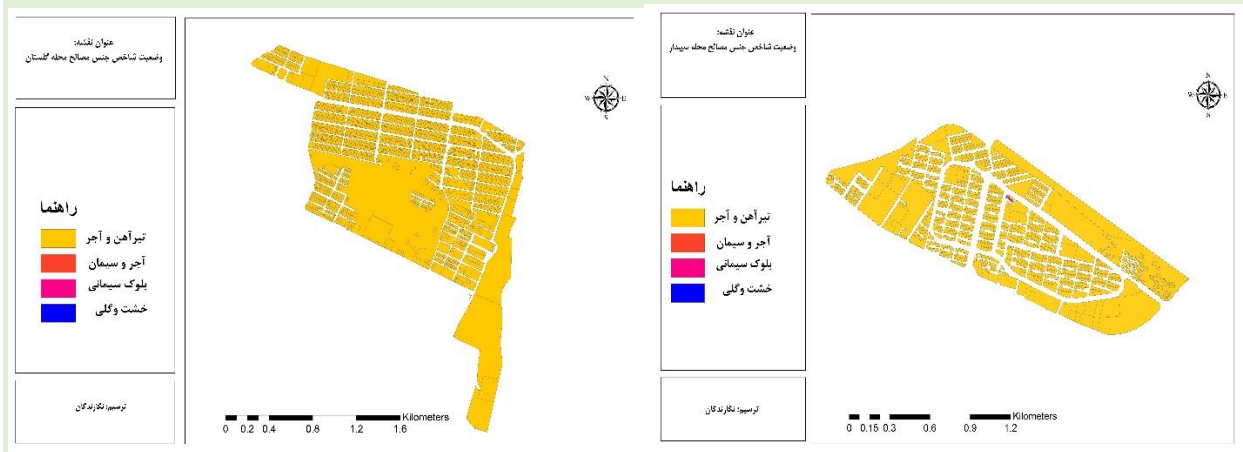 عنوان نقشه:
وضعیت شاخص جنس مصالح محله گلستان
راهنما
تیرآهن و آجر
آجر و سیمان
بلوک سیمانی
خشت وگلی
ترسیم: نگارندگان
N
W E
S
Kilometers
0 0.2 0.4 0.8 1.2 1.6
عنوان نقشه:
وضعیت شاخص جنس مصالح محله سپیدار
راهنما
تیرآهن و آجر
آجر و سیمان
بلوک سیمانی
خشت وگلی
ترسیم: نگارندگان
N
W E
S
Kilometers
0 0.15 0.3 0.6 0.9 1.2